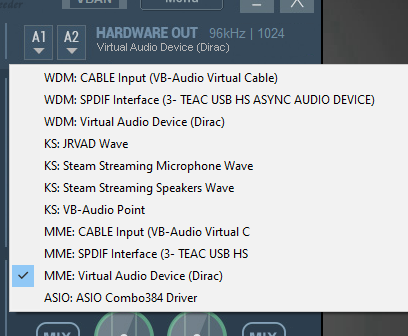 eeder
VBAN
Menu
A1
A2
HARDWARE OUT
96kHz | 1024
Virtual Audio Device (Dirac)
WDM: CABLE Input (VB-Audio Virtual Cable)
WDM: SPDIF Interface (3- TEAC USB HS ASYNC AUDIO DEVICE)
WDM: Virtual Audio Device (Dirac)
KS: JRVAD Wave
KS: Steam Streaming Microphone Wave
KS: Steam Streaming Speakers Wave
KS: VB-Audio Point
MME: CABLE Input (VB-Audio Virtual C
MME: SPDIF Interface (3- TEAC USB HS
MME: Virtual Audio Device (Dirac)
ASIO: ASIO Combo384 Driver
MIX
MIX